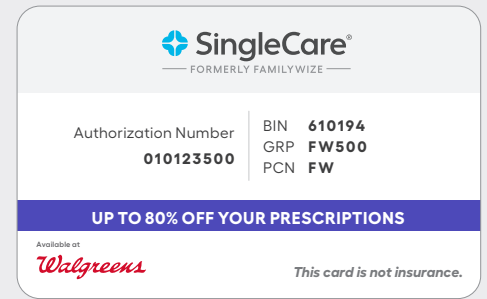 SingleCare®
FORMERLY FAMILYWIZE
Authorization Number
010123500
BIN 610194
GRP FW500
PCN FW
UP TO 80% OFF YOUR PRESCRIPTIONS
Available at
Walgreens
This card is not insurance.